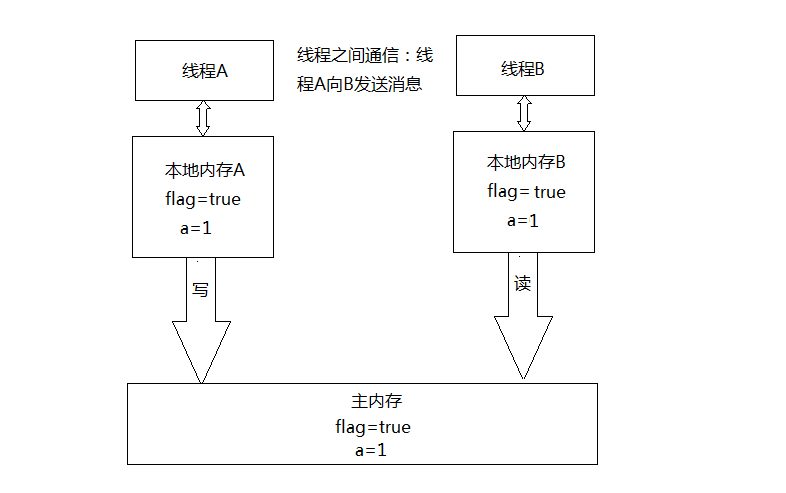 线程A
线程之间通信：线
程A向B发送消息
线程B
本地内存A
flag=true
a=1
本地内存B
flag= true
a=1
写
读
主内存
flag=true
a=1